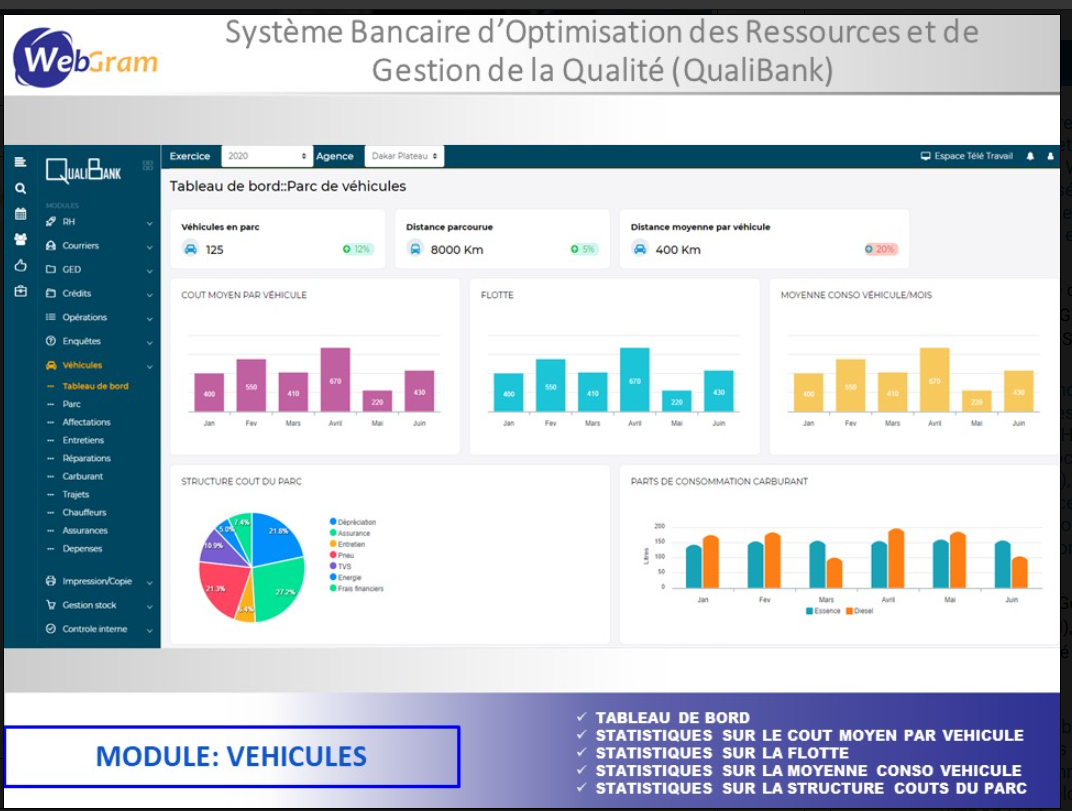 WebGram
Système Bancaire d'Optimisation des Ressources et de
Gestion de la Qualité (QualiBank)
QUALIBANK
Exercice 2020 Agence Dakar Plateau Espace Télé Travail
Tableau de bord::Parc de véhicules
MODULES
RH
Courriers
GED
Crédits
Opérations
Enquêtes
Véhicules
Tableau de bord
Parc
Affectations
Entretiens
Réparations
Carburant
Trajets
Chauffeurs
Assurances
Depenses
Impression/Copie
Gestion stock
Controle interne
Véhicules en parc
125 12%
Distance parcourue
8000 Km 5%
Distance moyenne par véhicule
400 Km 20%
COUT MOYEN PAR VÉHICULE
400 550 410 670 220 430
Jan Fev Mars Avril Mai Juin
FLOTTE
400 550 410 670 220 430
Jan Fev Mars Avril Mai Juin
MOYENNE CONSO VÉHICULE/MOIS
400 550 410 670 220 430
Jan Fev Mars Avril Mai Juin
STRUCTURE COUT DU PARC
21.8%
27.2%
6.4%
21.3%
10.9%
5.0%
7.4%
Dépréciation
Assurance
Entretien
Pneu
TVS
Energie
Frais financiers
PARTS DE CONSOMMATION CARBURANT
Litres
200
150
100
50
0
Jan Fev Mars Avril Mai Juin
Essence Diesel
MODULE: VEHICULES
✓ TABLEAU DE BORD
✓ STATISTIQUES SUR LE COUT MOYEN PAR VEHICULE
✓ STATISTIQUES SUR LA FLOTTE
✓ STATISTIQUES SUR LA MOYENNE CONSO VEHICULE
✓ STATISTIQUES SUR LA STRUCTURE COUTS DU PARC